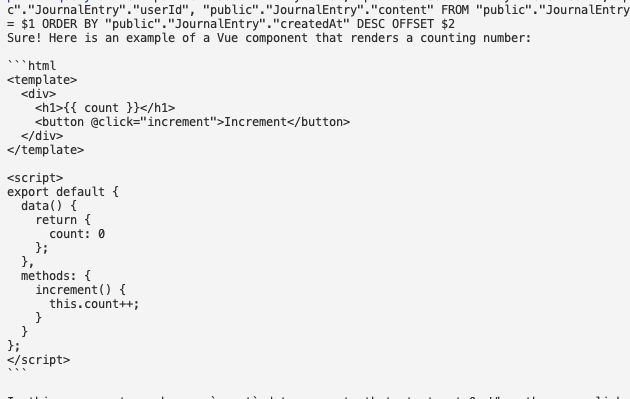 c"."JournalEntry"."userId", "public"."JournalEntry"."content" FROM "public"."JournalEntry
= $1 ORDER BY "public"."JournalEntry"."createdAt" DESC OFFSET $2
Sure! Here is an example of a Vue component that renders a counting number:

```html
<template>
  <div>
    <h1>{{ count }}</h1>
    <button @click="increment">Increment</button>
  </div>
</template>

<script>
export default {
  data() {
    return {
      count: 0
    };
  },
  methods: {
    increment() {
      this.count++;
    }
  }
};
</script>
```